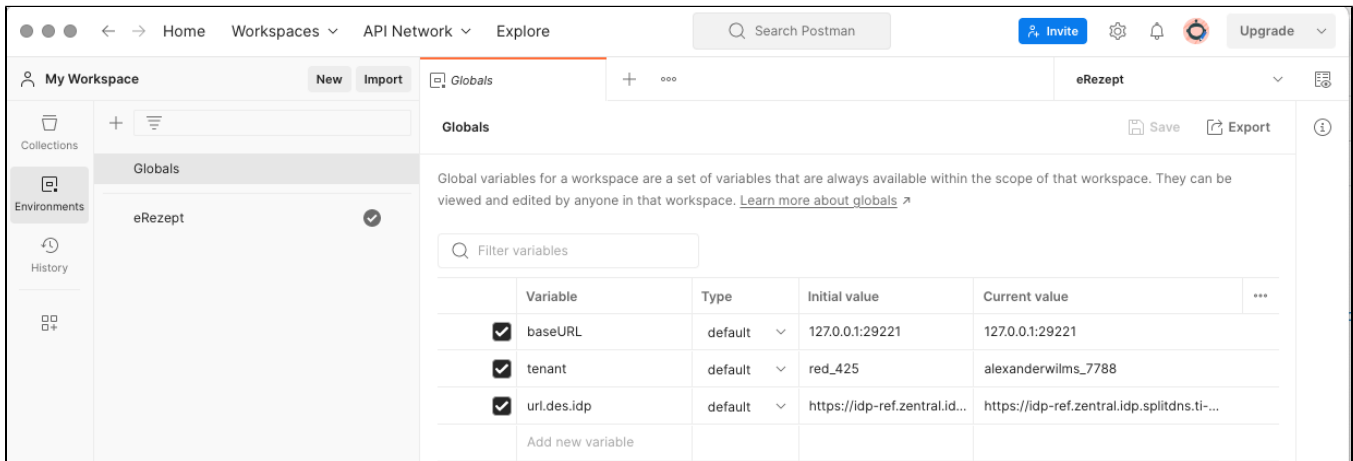 Home Workspaces API Network Explore Search Postman Invite Upgrade
My Workspace New Import Globals eRezept
Collections
Globals Save Export
Globals
Environments
Global variables for a workspace are a set of variables that are always available within the scope of that workspace. They can be
viewed and edited by anyone in that workspace. Learn more about globals
eRezept
History
Filter variables
Variable Type Initial value Current value
baseURL default 127.0.0.1:29221 127.0.0.1:29221
tenant default red_425 alexanderwilms_7788
url.des.idp default https://idp-ref.zentral.id... https://idp-ref.zentral.idp.splitdns.ti-...
Add new variable